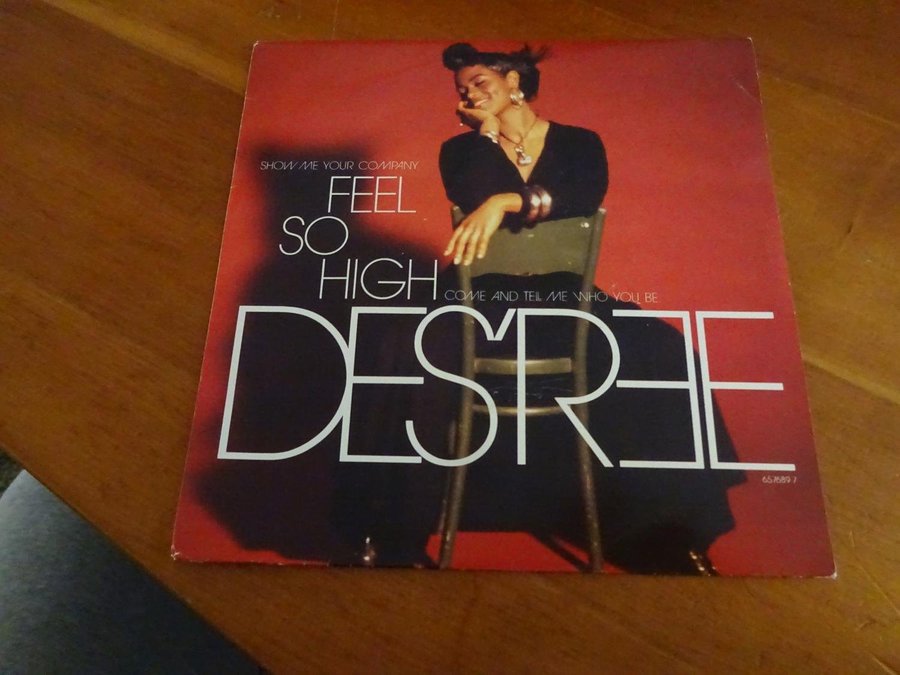 SHOW ME YOUR COMPANY
FEEL
SO
HIGH
COME AND TELL ME WHO YOU BE
DES'REE
657689 7